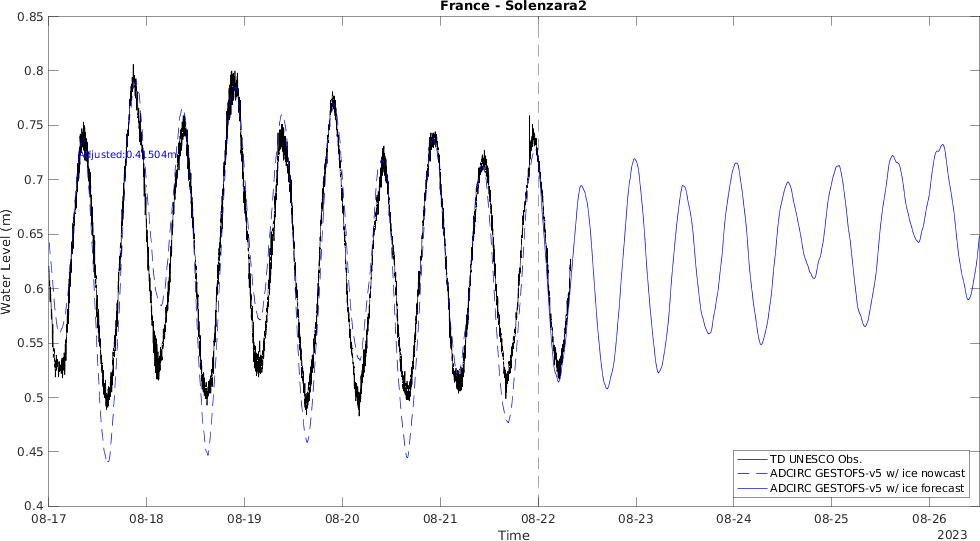 France - Solenzara2
0.85
0.8
0.75
0.7
0.65
0.6
0.55
0.5
0.45
0.4
Water Level (m)
Adjusted:0.41504m
TD UNESCO Obs.
ADCIRC GESTOFS-v5 w/ ice nowcast
ADCIRC GESTOFS-v5 w/ ice forecast
08-17 08-18 08-19 08-20 08-21 08-22 08-23 08-24 08-25 08-26
Time
2023